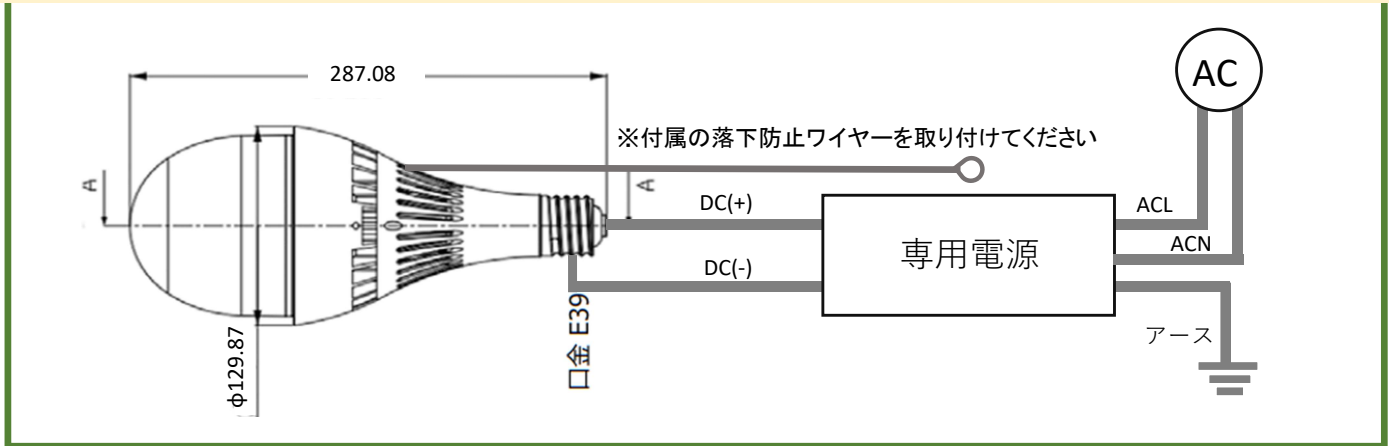 287.08
AC
※付属の落下防止ワイヤーを取り付けてください
A
A
DC(+)
ACL
ACN
専用電源
DC(-)
口金 E39
アース
φ129.87